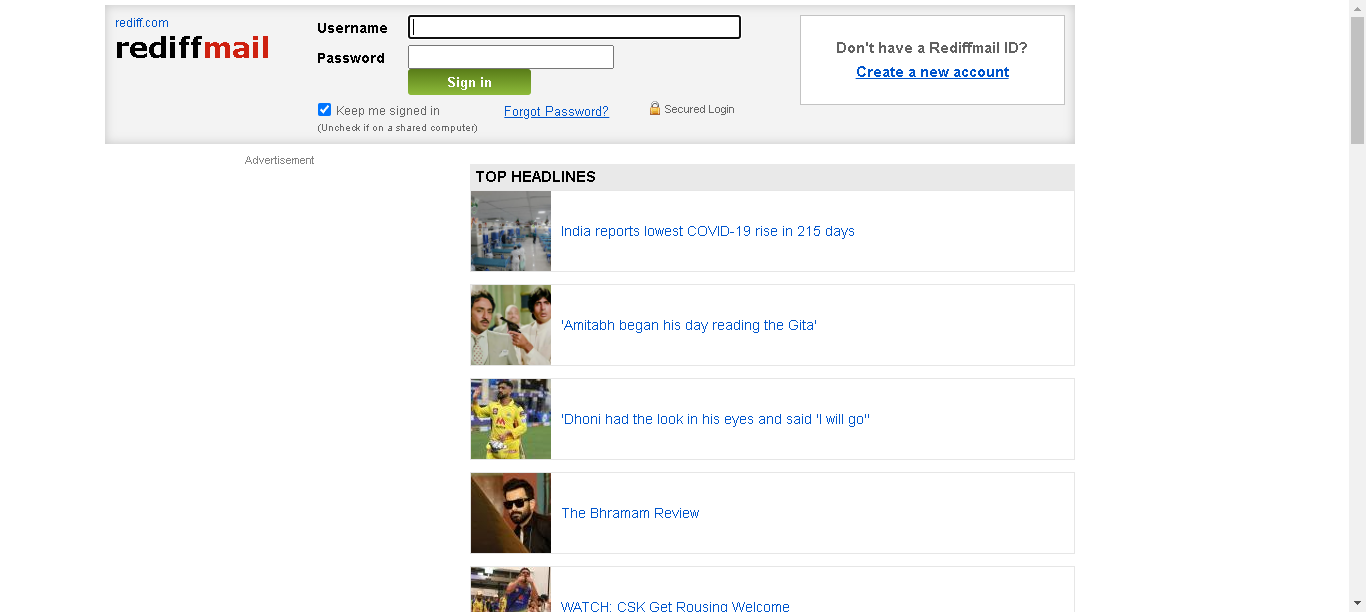 rediff.com
rediffmail
Username
Password
Sign in
Keep me signed in
(Uncheck if on a shared computer)
Forgot Password?
Secured Login
Don't have a Rediffmail ID?
Create a new account
Advertisement
TOP HEADLINES
India reports lowest COVID-19 rise in 215 days
'Amitabh began his day reading the Gita'
'Dhoni had the look in his eyes and said 'I will go''
The Bhramam Review
WATCH: CSK Get Rousing Welcome